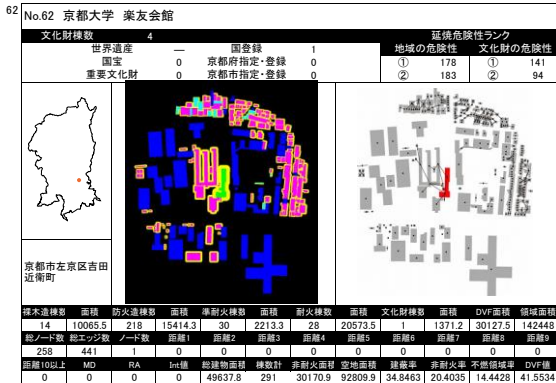 62
No.62 京都大学 楽友会館
文化財棟数 4 延焼危険性ランク
世界遺産 — 国登録 1 地域の危険性 文化財の危険性
国宝 0 京都府指定・登録 0 ① 178 ① 141
重要文化財 0 京都市指定・登録 0 ② 183 ② 94
京都市左京区吉田
近衛町
裸木造棟数 面積 防火造棟数 面積 準耐火棟数 面積 耐火棟数 面積 文化財棟数 面積 DVF面積 領域面積
14 10065.5 218 15414.3 30 2213.3 28 20573.5 1 1371.2 30127.5 142448
総ノード数 総エッジ数 ノード数 距離1 距離2 距離3 距離4 距離5 距離6 距離7 距離8 距離9
258 441 1 0 0 0 0 0 0 0 0 0
距離10以上 MD RA Int値 総建物面積 棟数計 非耐火面積 空地面積 建蔽率 非耐火率 不燃領域率 DVF値
0 0 0 0 49637.8 291 30170.9 92809.9 34.8463 20.4035 14.4428 41.5534